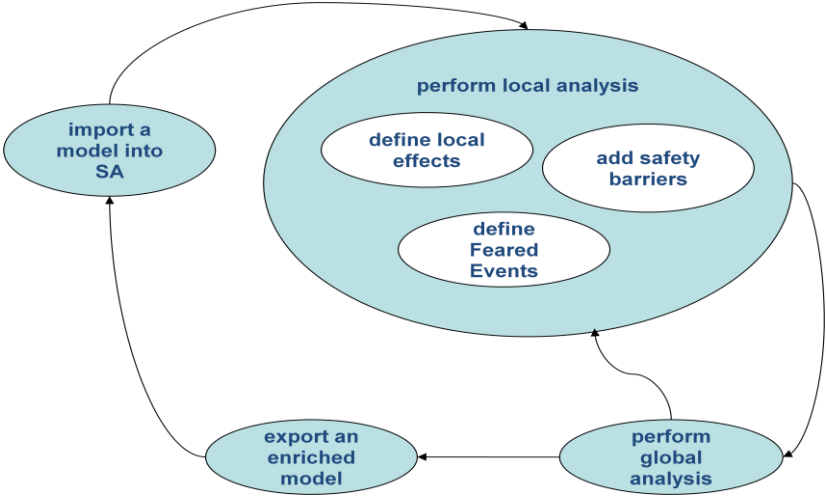 perform local analysis
import a
model into
SA
define local
effects
add safety
barriers
define
Feared
Events
export an
enriched
model
perform
global
analysis